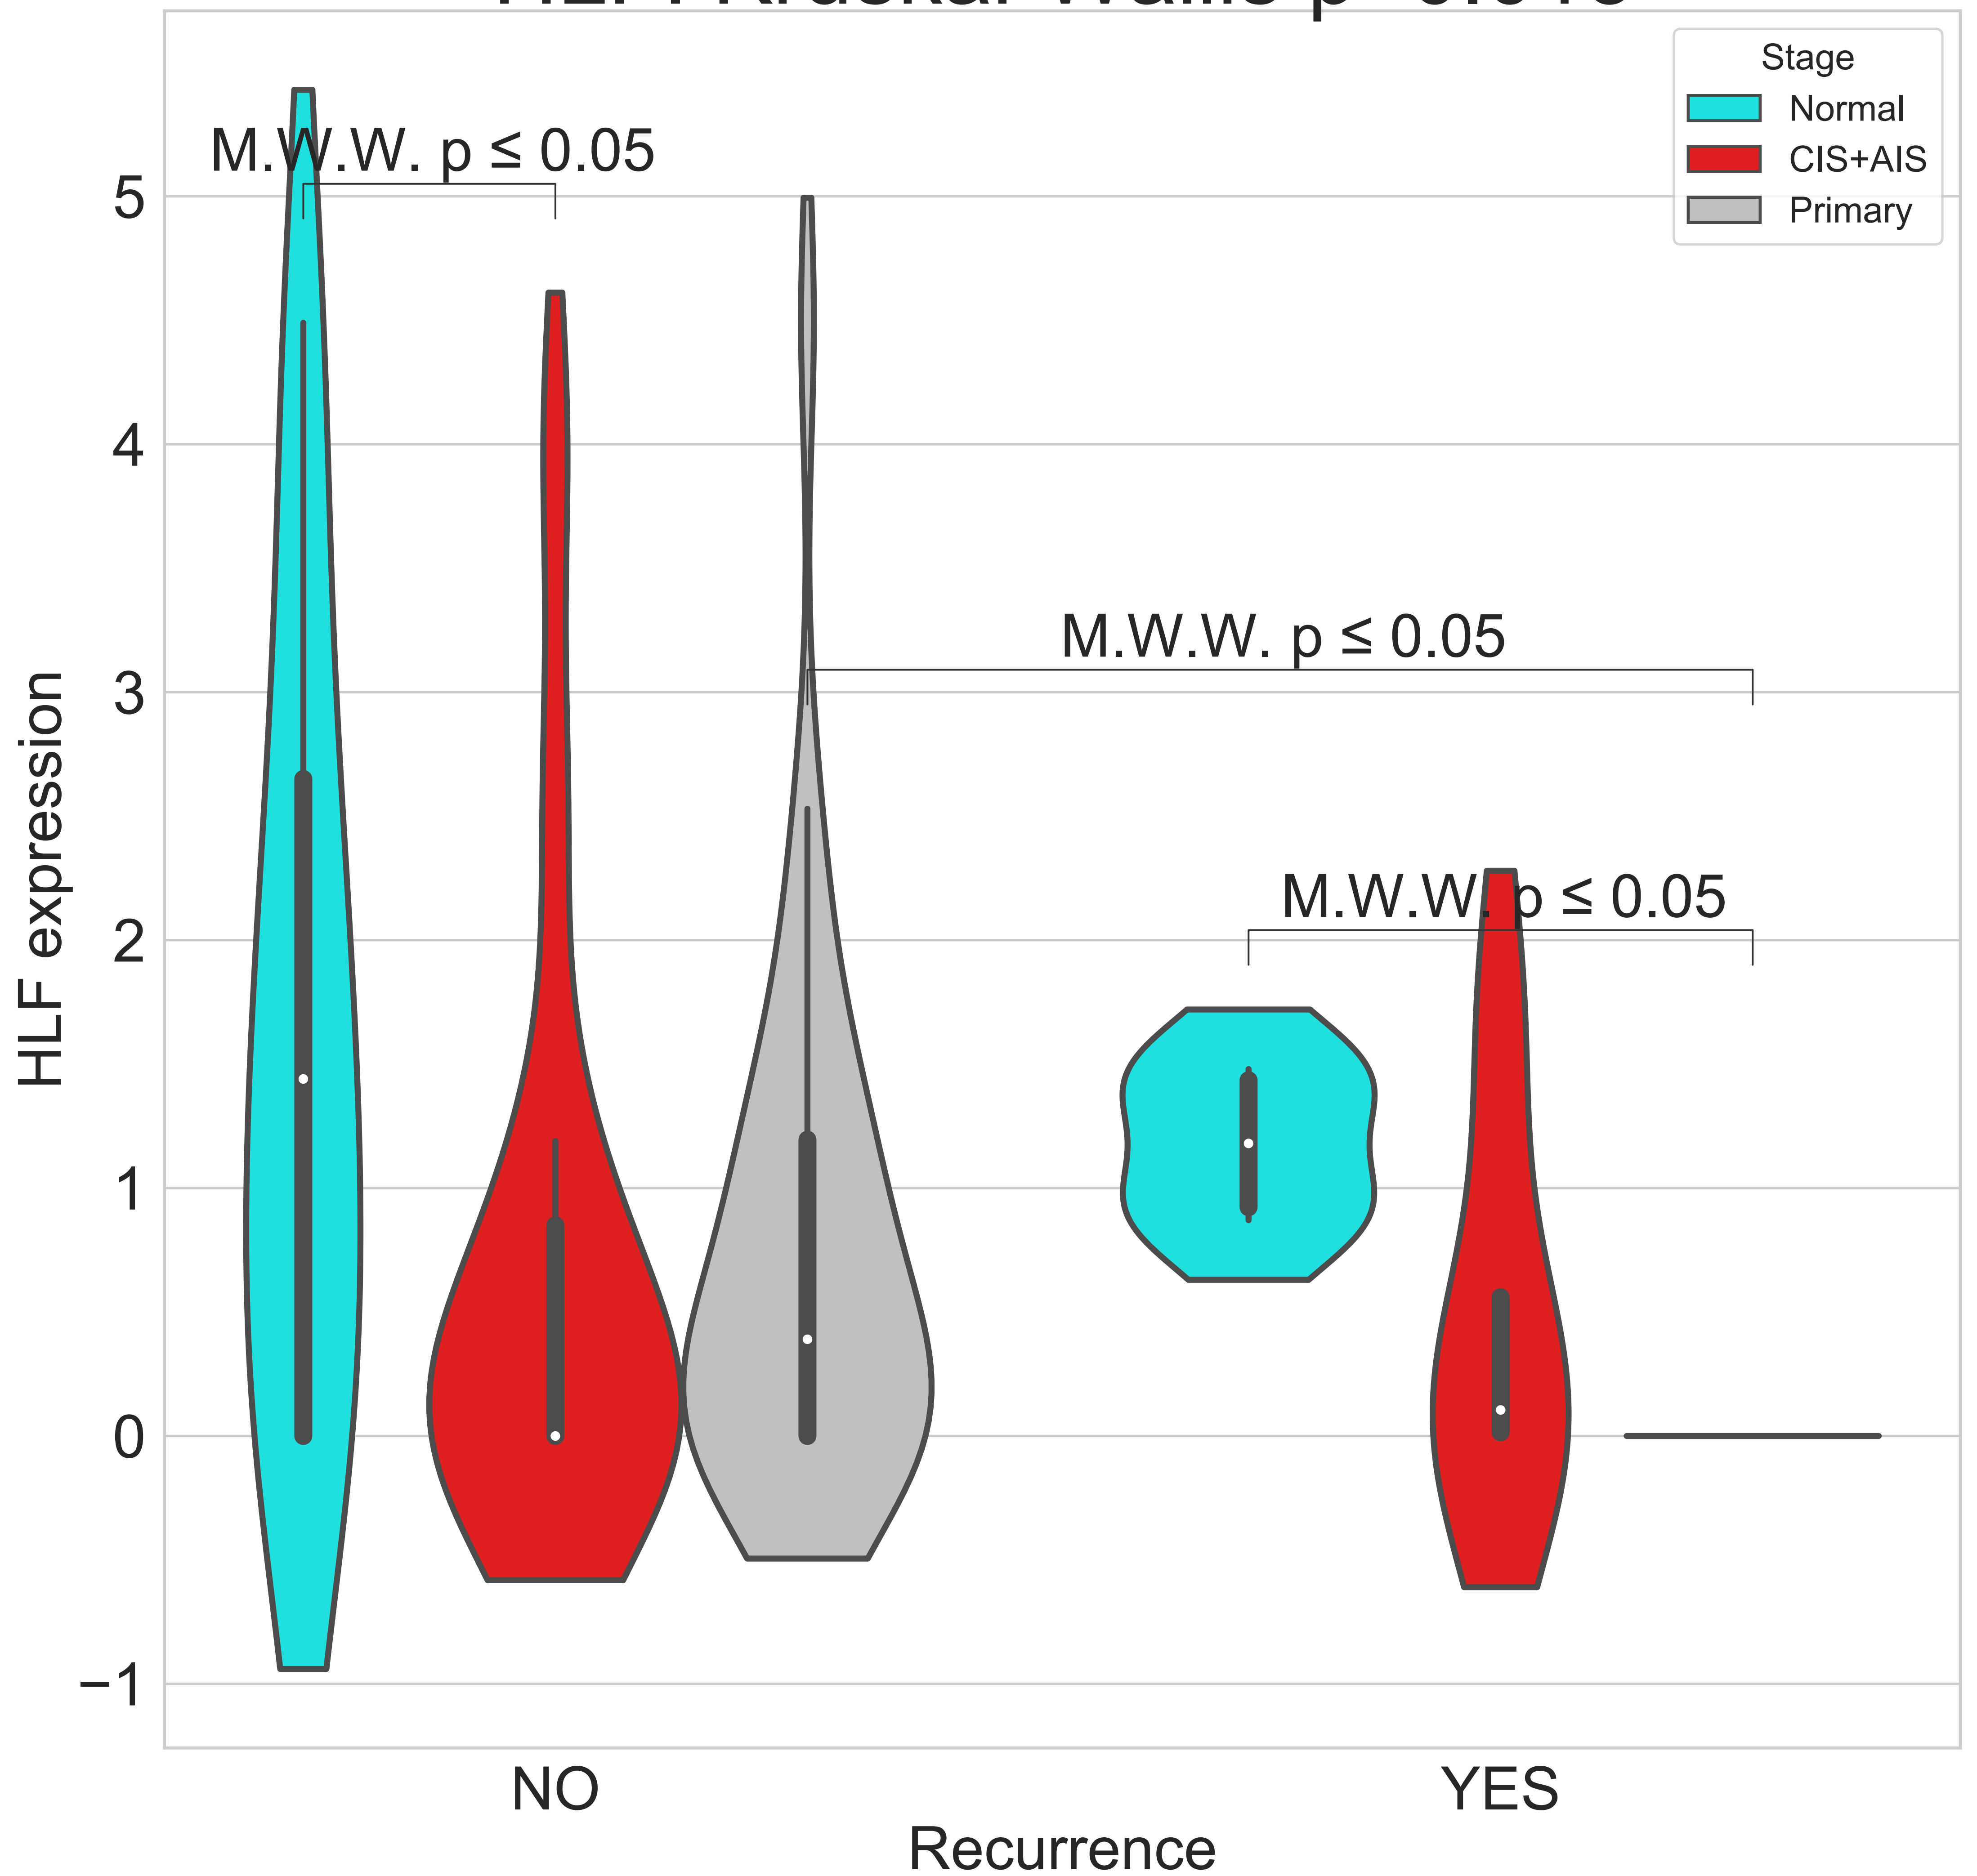 Stage
Normal
CIS+AIS
Primary
M.W.W. p ≤ 0.05
M.W.W. p ≤ 0.05
M.W.W. p ≤ 0.05
5
4
3
2
1
0
−1
HLF expression
NO
YES
Recurrence